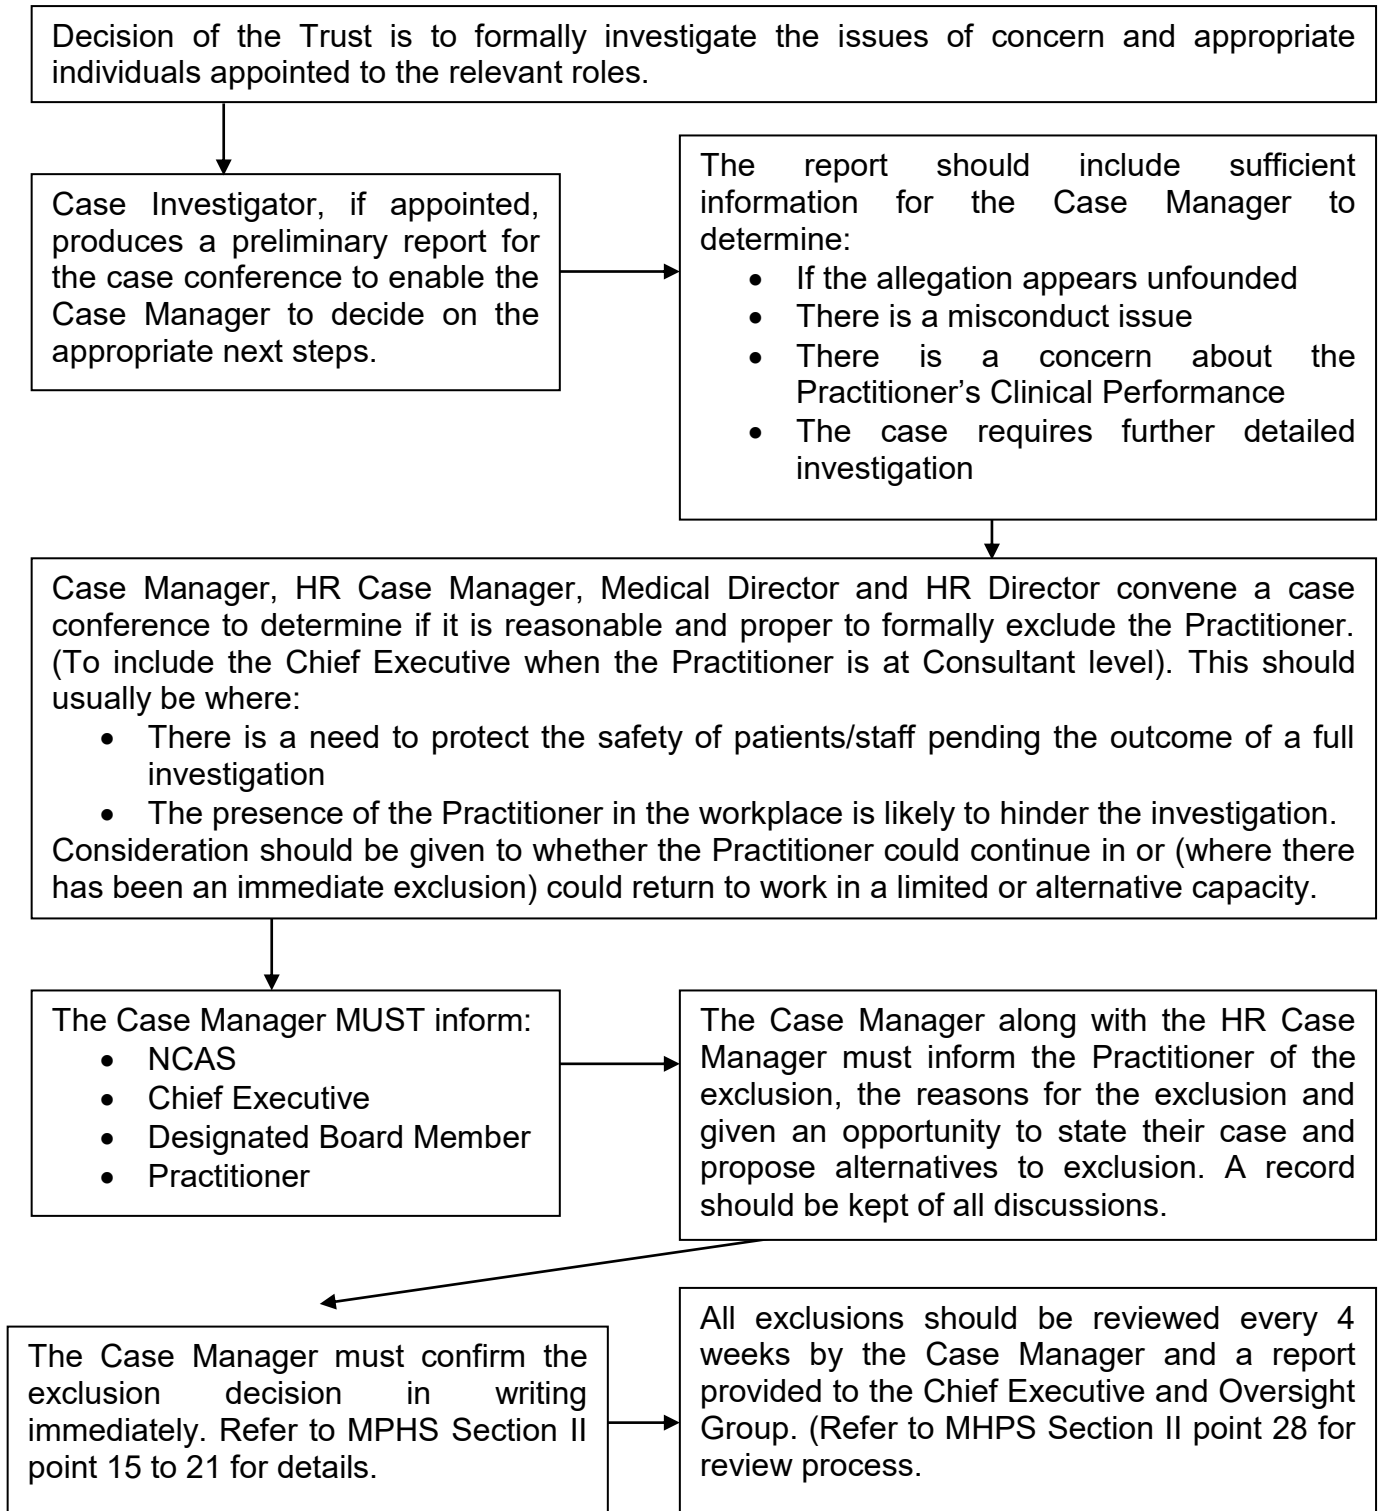 Decision of the Trust is to formally investigate the issues of concern and appropriate
individuals appointed to the relevant roles.
Case Investigator, if appointed,
produces a preliminary report for
the case conference to enable the
Case Manager to decide on the
appropriate next steps.
The report should include sufficient
information for the Case Manager to
determine:
• If the allegation appears unfounded
• There is a misconduct issue
• There is a concern about the
Practitioner’s Clinical Performance
• The case requires further detailed
investigation
Case Manager, HR Case Manager, Medical Director and HR Director convene a case
conference to determine if it is reasonable and proper to formally exclude the Practitioner.
(To include the Chief Executive when the Practitioner is at Consultant level). This should
usually be where:
• There is a need to protect the safety of patients/staff pending the outcome of a full
investigation
• The presence of the Practitioner in the workplace is likely to hinder the investigation.
Consideration should be given to whether the Practitioner could continue in or (where there
has been an immediate exclusion) could return to work in a limited or alternative capacity.
The Case Manager MUST inform:
• NCAS
• Chief Executive
• Designated Board Member
• Practitioner
The Case Manager along with the HR Case
Manager must inform the Practitioner of the
exclusion, the reasons for the exclusion and
given an opportunity to state their case and
propose alternatives to exclusion. A record
should be kept of all discussions.
The Case Manager must confirm the
exclusion decision in writing
immediately. Refer to MPHS Section II
point 15 to 21 for details.
All exclusions should be reviewed every 4
weeks by the Case Manager and a report
provided to the Chief Executive and Oversight
Group. (Refer to MHPS Section II point 28 for
review process.